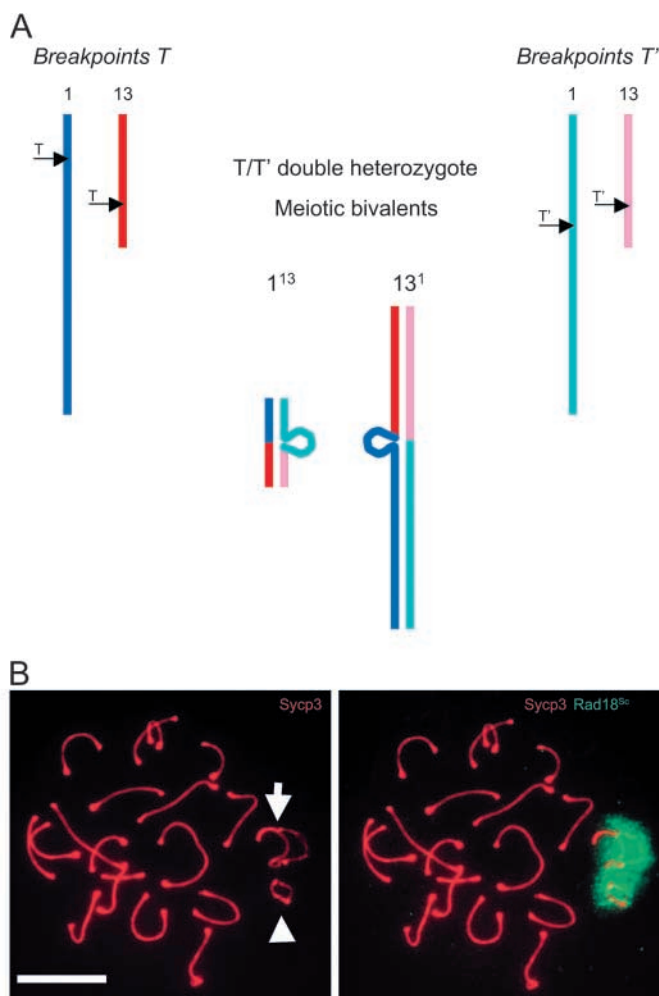 A
Breakpoints T
Breakpoints T'
1 13
1 13
T
T
T'
T'
T/T' double heterozygote
Meiotic bivalents
1¹³ 13¹
B
Sycp3
Sycp3 Rad18ˢᶜ